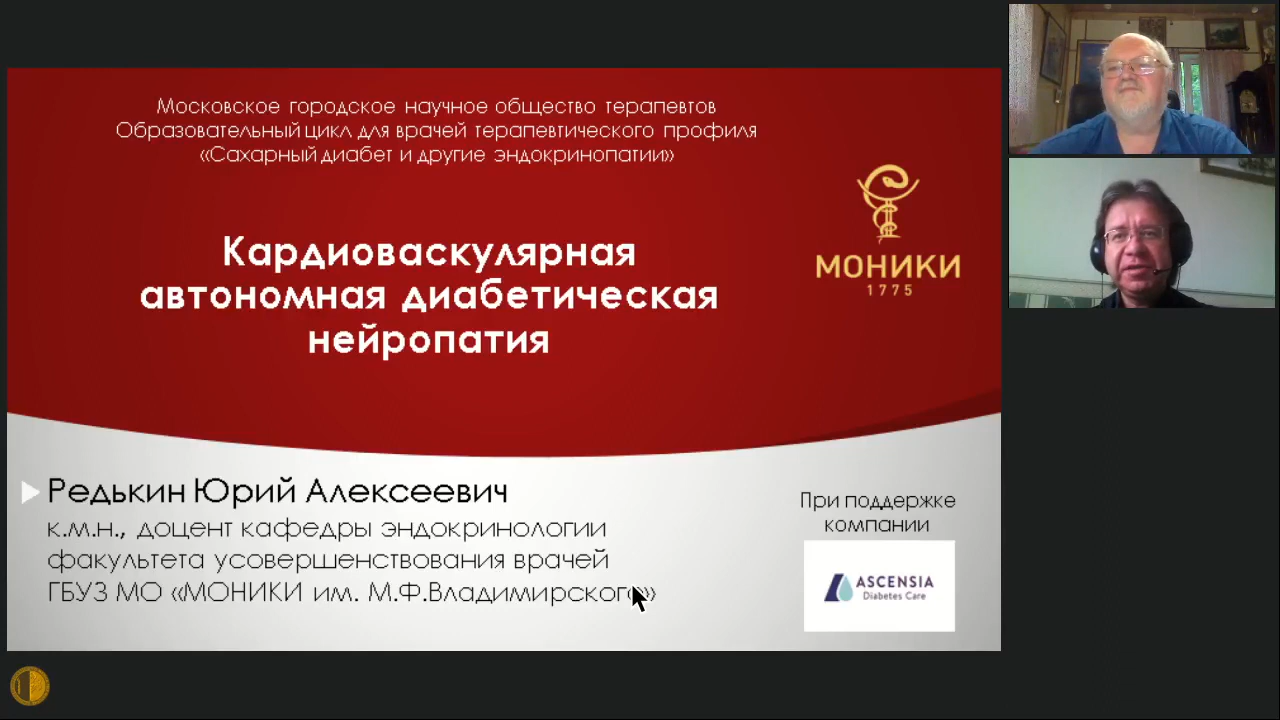 Московское городское научное общество терапевтов
Образовательный цикл для врачей терапевтического профиля
«Сахарный диабет и другие эндокринопатии»
МОНИКИ
1775
Кардиоваскулярная
автономная диабетическая
нейропатия
Редькин Юрий Алексеевич
к.м.н., доцент кафедры эндокринологии
факультета усовершенствования врачей
ГБУЗ МО «МОНИКИ им. М.Ф.Владимирского»
При поддержке
компании
ASCENSIA
Diabetes Care